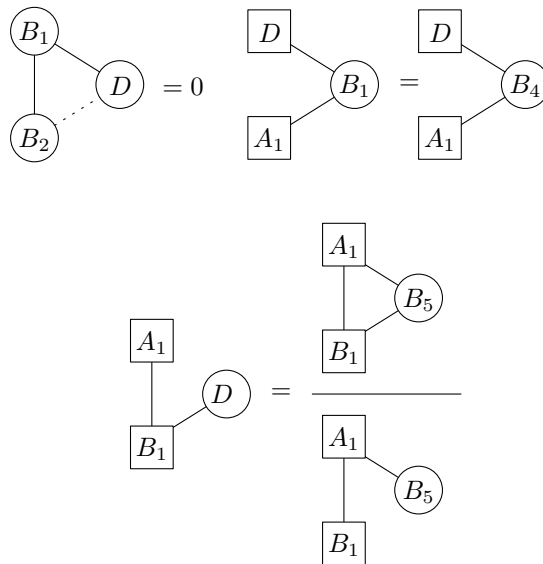 B₁
D = 0
B₂
D
B₁
A₁
=
D
B₄
A₁
A₁
B₅
B₁
A₁
D
B₁
=
A₁
B₅
B₁